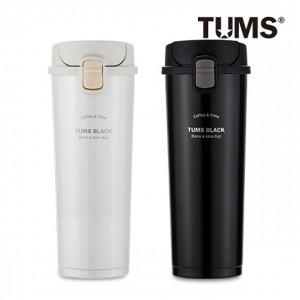 TUMS®
Coffee & Time
TUMS BLACK
Have a nice day
Coffee & Time
TUMS BLACK
Have a nice day